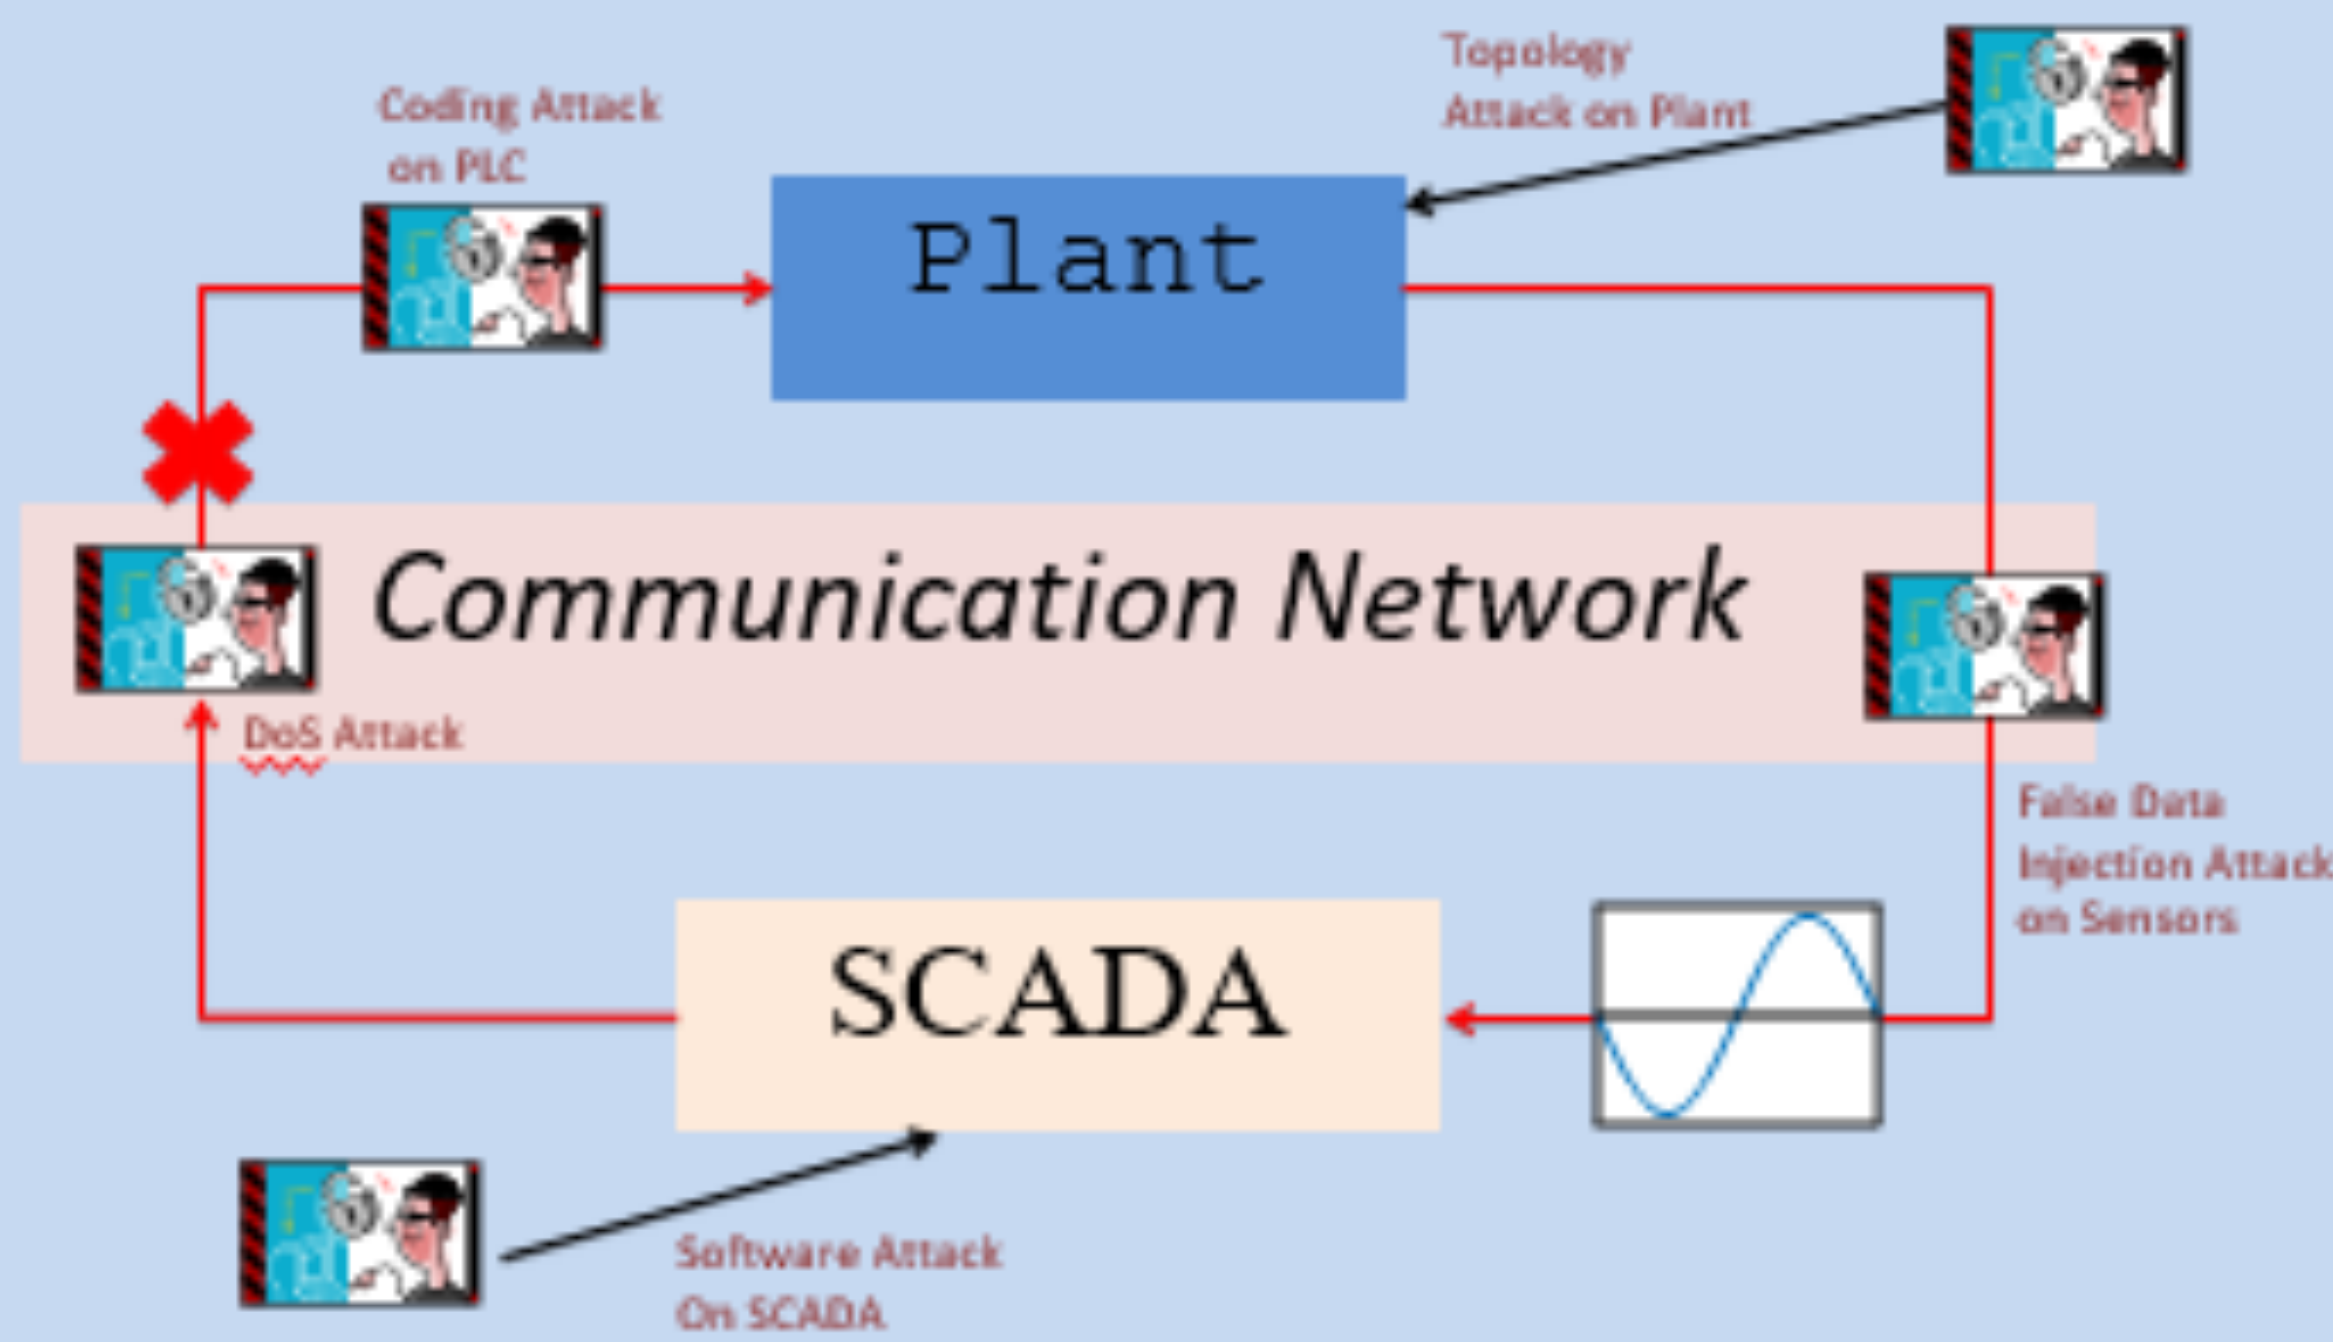 Topology
Attack on Plant
Coding Attack
on PLC
Plant
Communication Network
DoS Attack
False Data
Injection Attack
on Sensors
SCADA
Software Attack
On SCADA